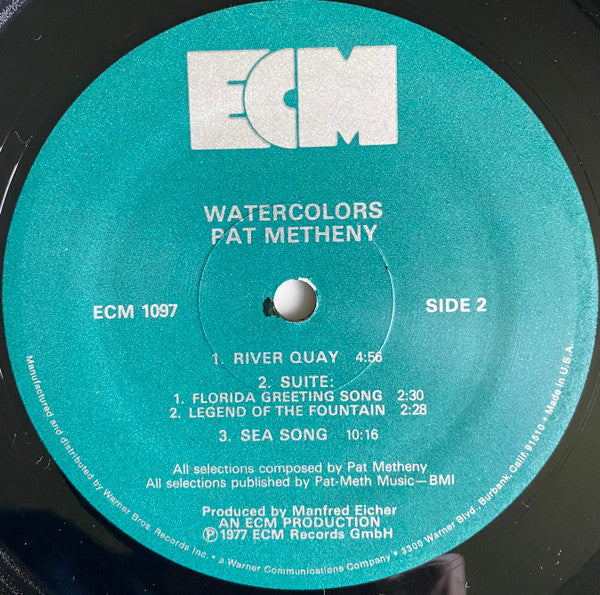 ECM
WATERCOLORS
PAT METHENY
ECM 1097
SIDE 2
1. RIVER QUAY 4:56
2. SUITE:
1. FLORIDA GREETING SONG 2:30
2. LEGEND OF THE FOUNTAIN 2:28
3. SEA SONG 10:16
All selections composed by Pat Metheny
All selections published by Pat-Meth Music—BMI
Produced by Manfred Eicher
AN ECM PRODUCTION
Ⓟ 1977 ECM Records GmbH
Manufactured and distributed by Warner Bros. Records Inc. • a Warner Communications Company • 3300 Warner Blvd. Burbank, Calif. 91510 • Made in U.S.A.